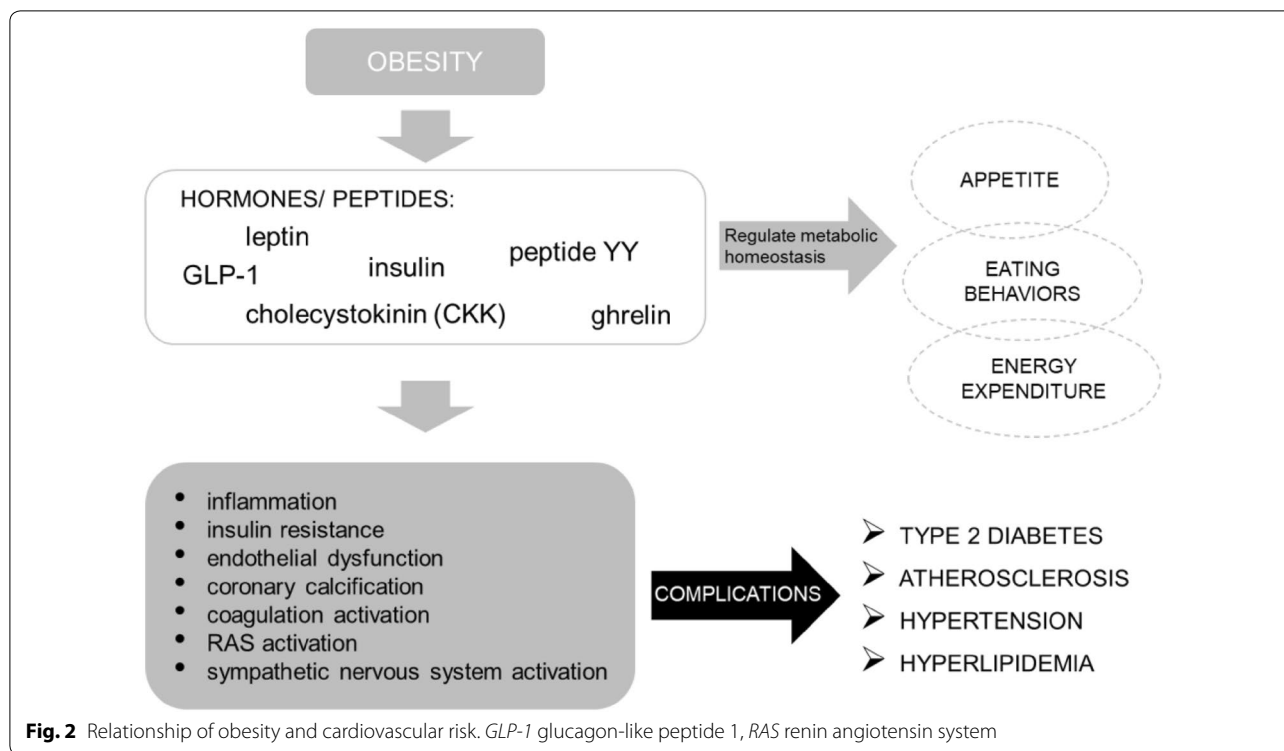 OBESITY
HORMONES/ PEPTIDES:
leptin
GLP-1
insulin
peptide YY
cholecystokinin (CKK)
ghrelin
Regulate metabolic
homeostasis
APPETITE
EATING
BEHAVIORS
ENERGY
EXPENDITURE
• inflammation
• insulin resistance
• endothelial dysfunction
• coronary calcification
• coagulation activation
• RAS activation
• sympathetic nervous system activation
COMPLICATIONS
➢ TYPE 2 DIABETES
➢ ATHEROSCLEROSIS
➢ HYPERTENSION
➢ HYPERLIPIDEMIA
Fig. 2 Relationship of obesity and cardiovascular risk. GLP-1 glucagon-like peptide 1, RAS renin angiotensin system